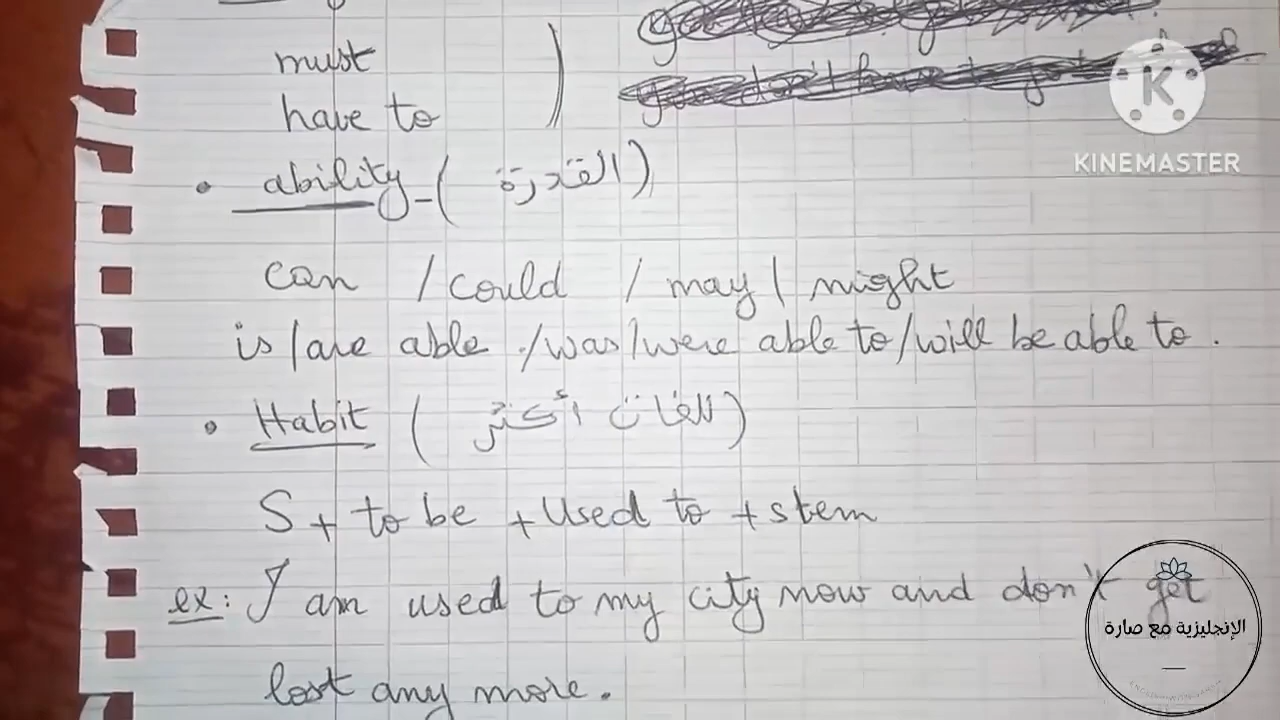 must
have to
K
KINEMASTER
• ability - ( القدرة )
can / could / may / might
is / are able / was / were able to / will be able to .
• Habit ( أكثر )
S + to be + Used to + stem
ex: I am used to my city now and don't get
lost any more .
الإنجليزية مع صارة